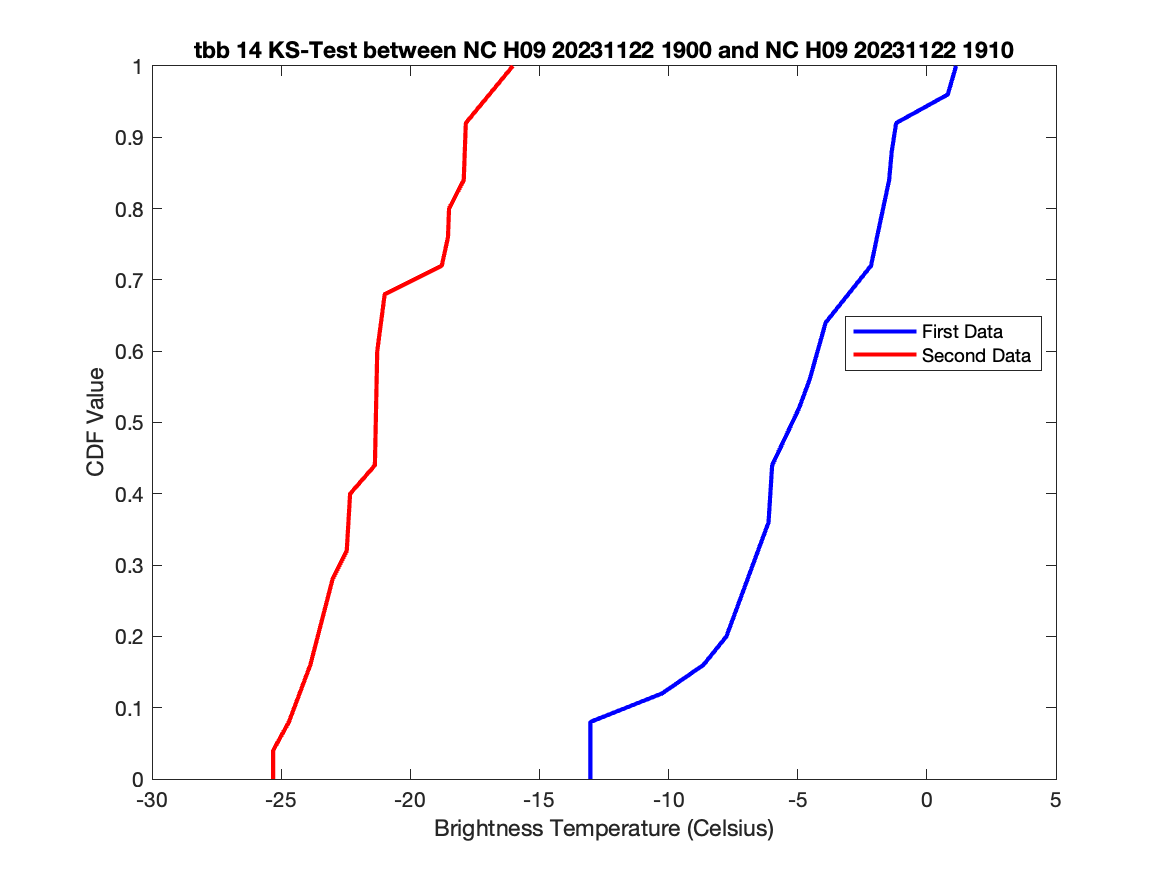 tbb 14 KS-Test between NC H09 20231122 1900 and NC H09 20231122 1910
1
0.9
0.8
0.7
0.6
0.5
0.4
0.3
0.2
0.1
0
CDF Value
First Data
Second Data
-30 -25 -20 -15 -10 -5 0 5
Brightness Temperature (Celsius)